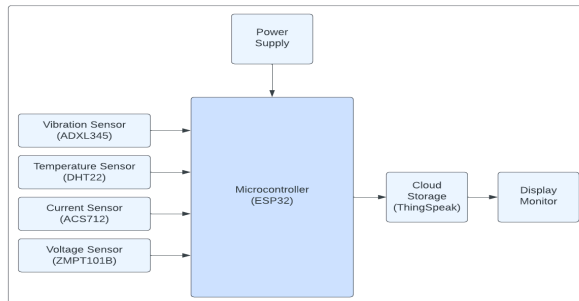 Power
Supply
Vibration Sensor
(ADXL345)
Temperature Sensor
(DHT22)
Current Sensor
(ACS712)
Voltage Sensor
(ZMPT101B)
Microcontroller
(ESP32)
Cloud
Storage
(ThingSpeak)
Display
Monitor